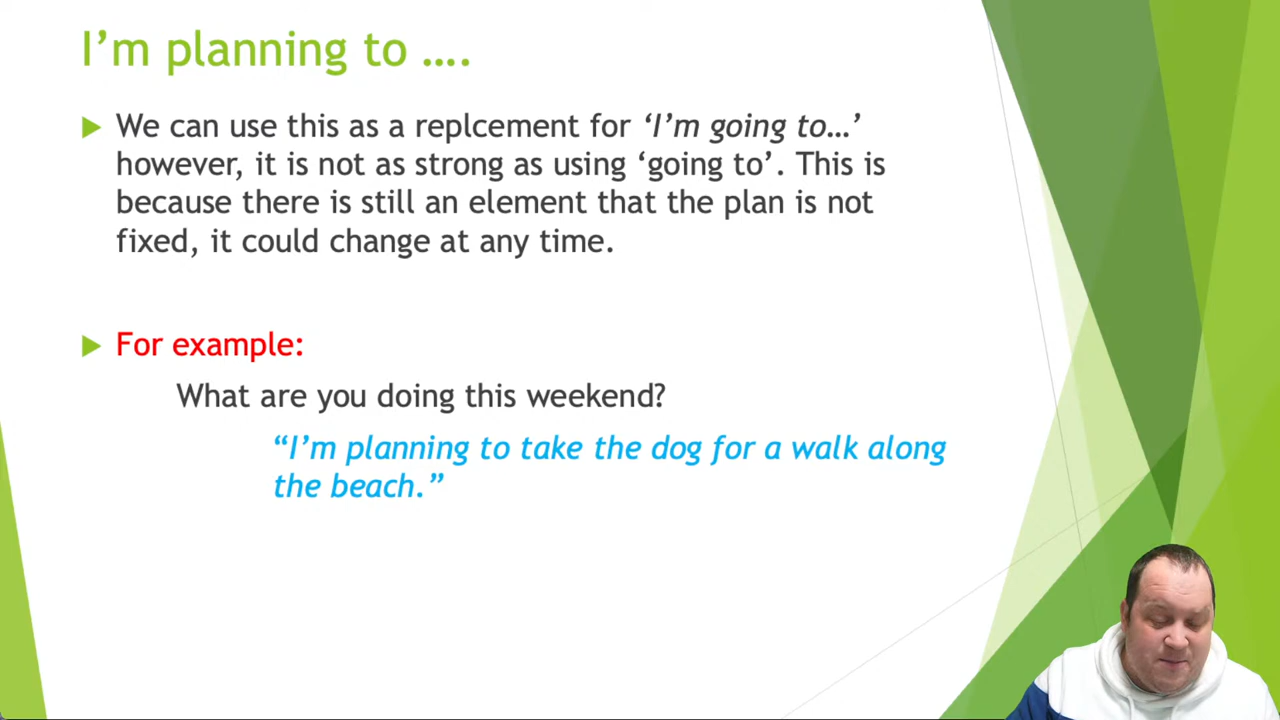 I’m planning to ….
We can use this as a replcement for ‘I’m going to…’
however, it is not as strong as using ‘going to’. This is
because there is still an element that the plan is not
fixed, it could change at any time.
For example:
What are you doing this weekend?
“I’m planning to take the dog for a walk along
the beach.”